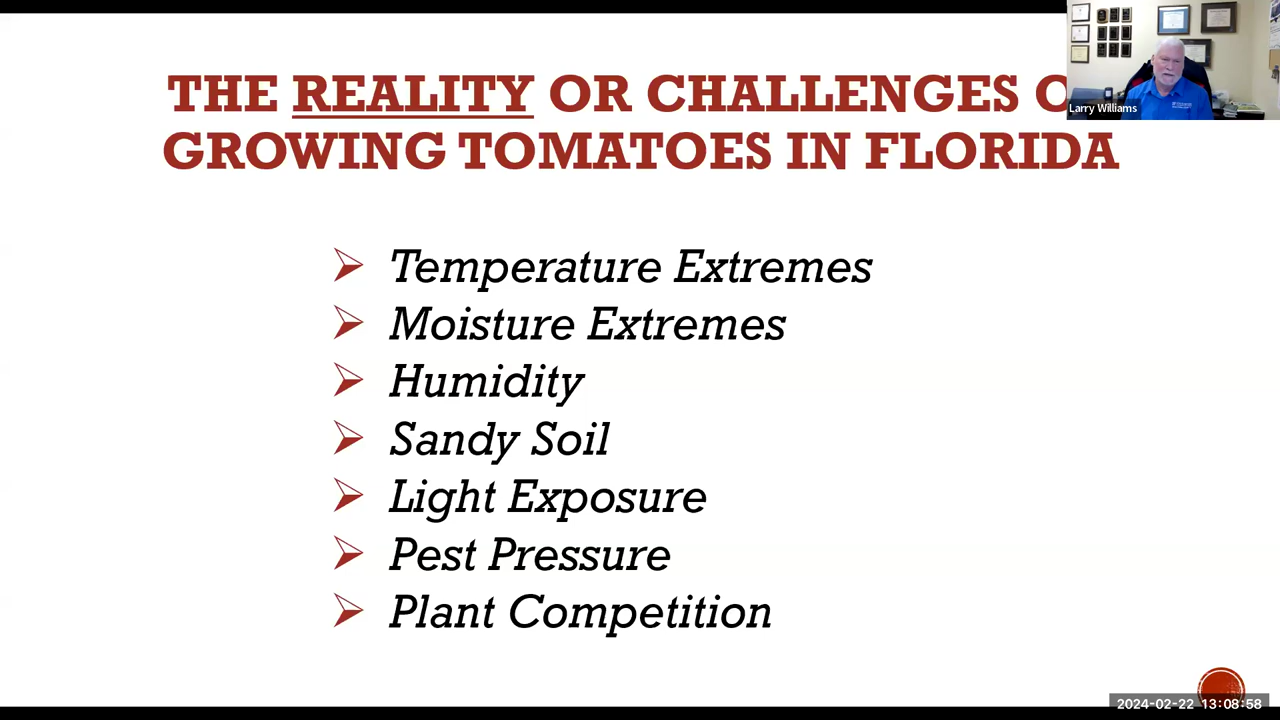 THE REALITY OR CHALLENGES
GROWING TOMATOES IN FLORIDA
Larry Williams
Temperature Extremes
Moisture Extremes
Humidity
Sandy Soil
Light Exposure
Pest Pressure
Plant Competition
2024-02-22 13:08:58